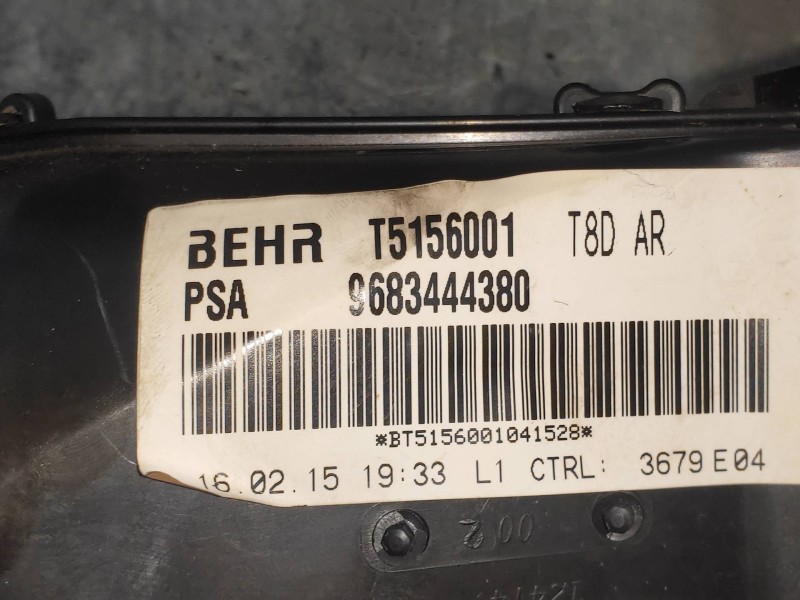 BEHR T5156001 T8D AR
PSA 9683444380
*BT5156001041528*
16.02.15 19:33 L1 CTRL: 3679 E04